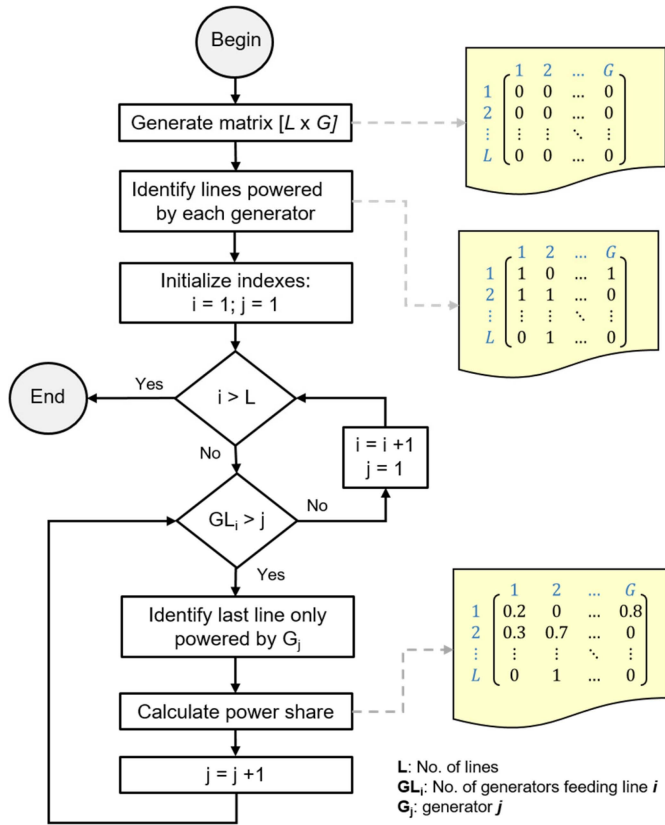 Begin
Generate matrix [L x G]
1 2 ... G
1 0 0 ... 0
2 0 0 ... 0
⋮ ⋮ ⋮ ⋱ ⋮
L 0 0 ... 0
Identify lines powered
by each generator
1 2 ... G
1 1 0 ... 1
2 1 1 ... 0
⋮ ⋮ ⋮ ⋱ ⋮
L 0 1 ... 0
Initialize indexes:
i = 1; j = 1
End
Yes
i > L
No
i = i +1
j = 1
GLi > j
No
Yes
Identify last line only
powered by Gj
1 2 ... G
1 0.2 0 ... 0.8
2 0.3 0.7 ... 0
⋮ ⋮ ⋮ ⋱ ⋮
L 0 1 ... 0
Calculate power share
j = j +1
L: No. of lines
GLi: No. of generators feeding line i
Gj: generator j